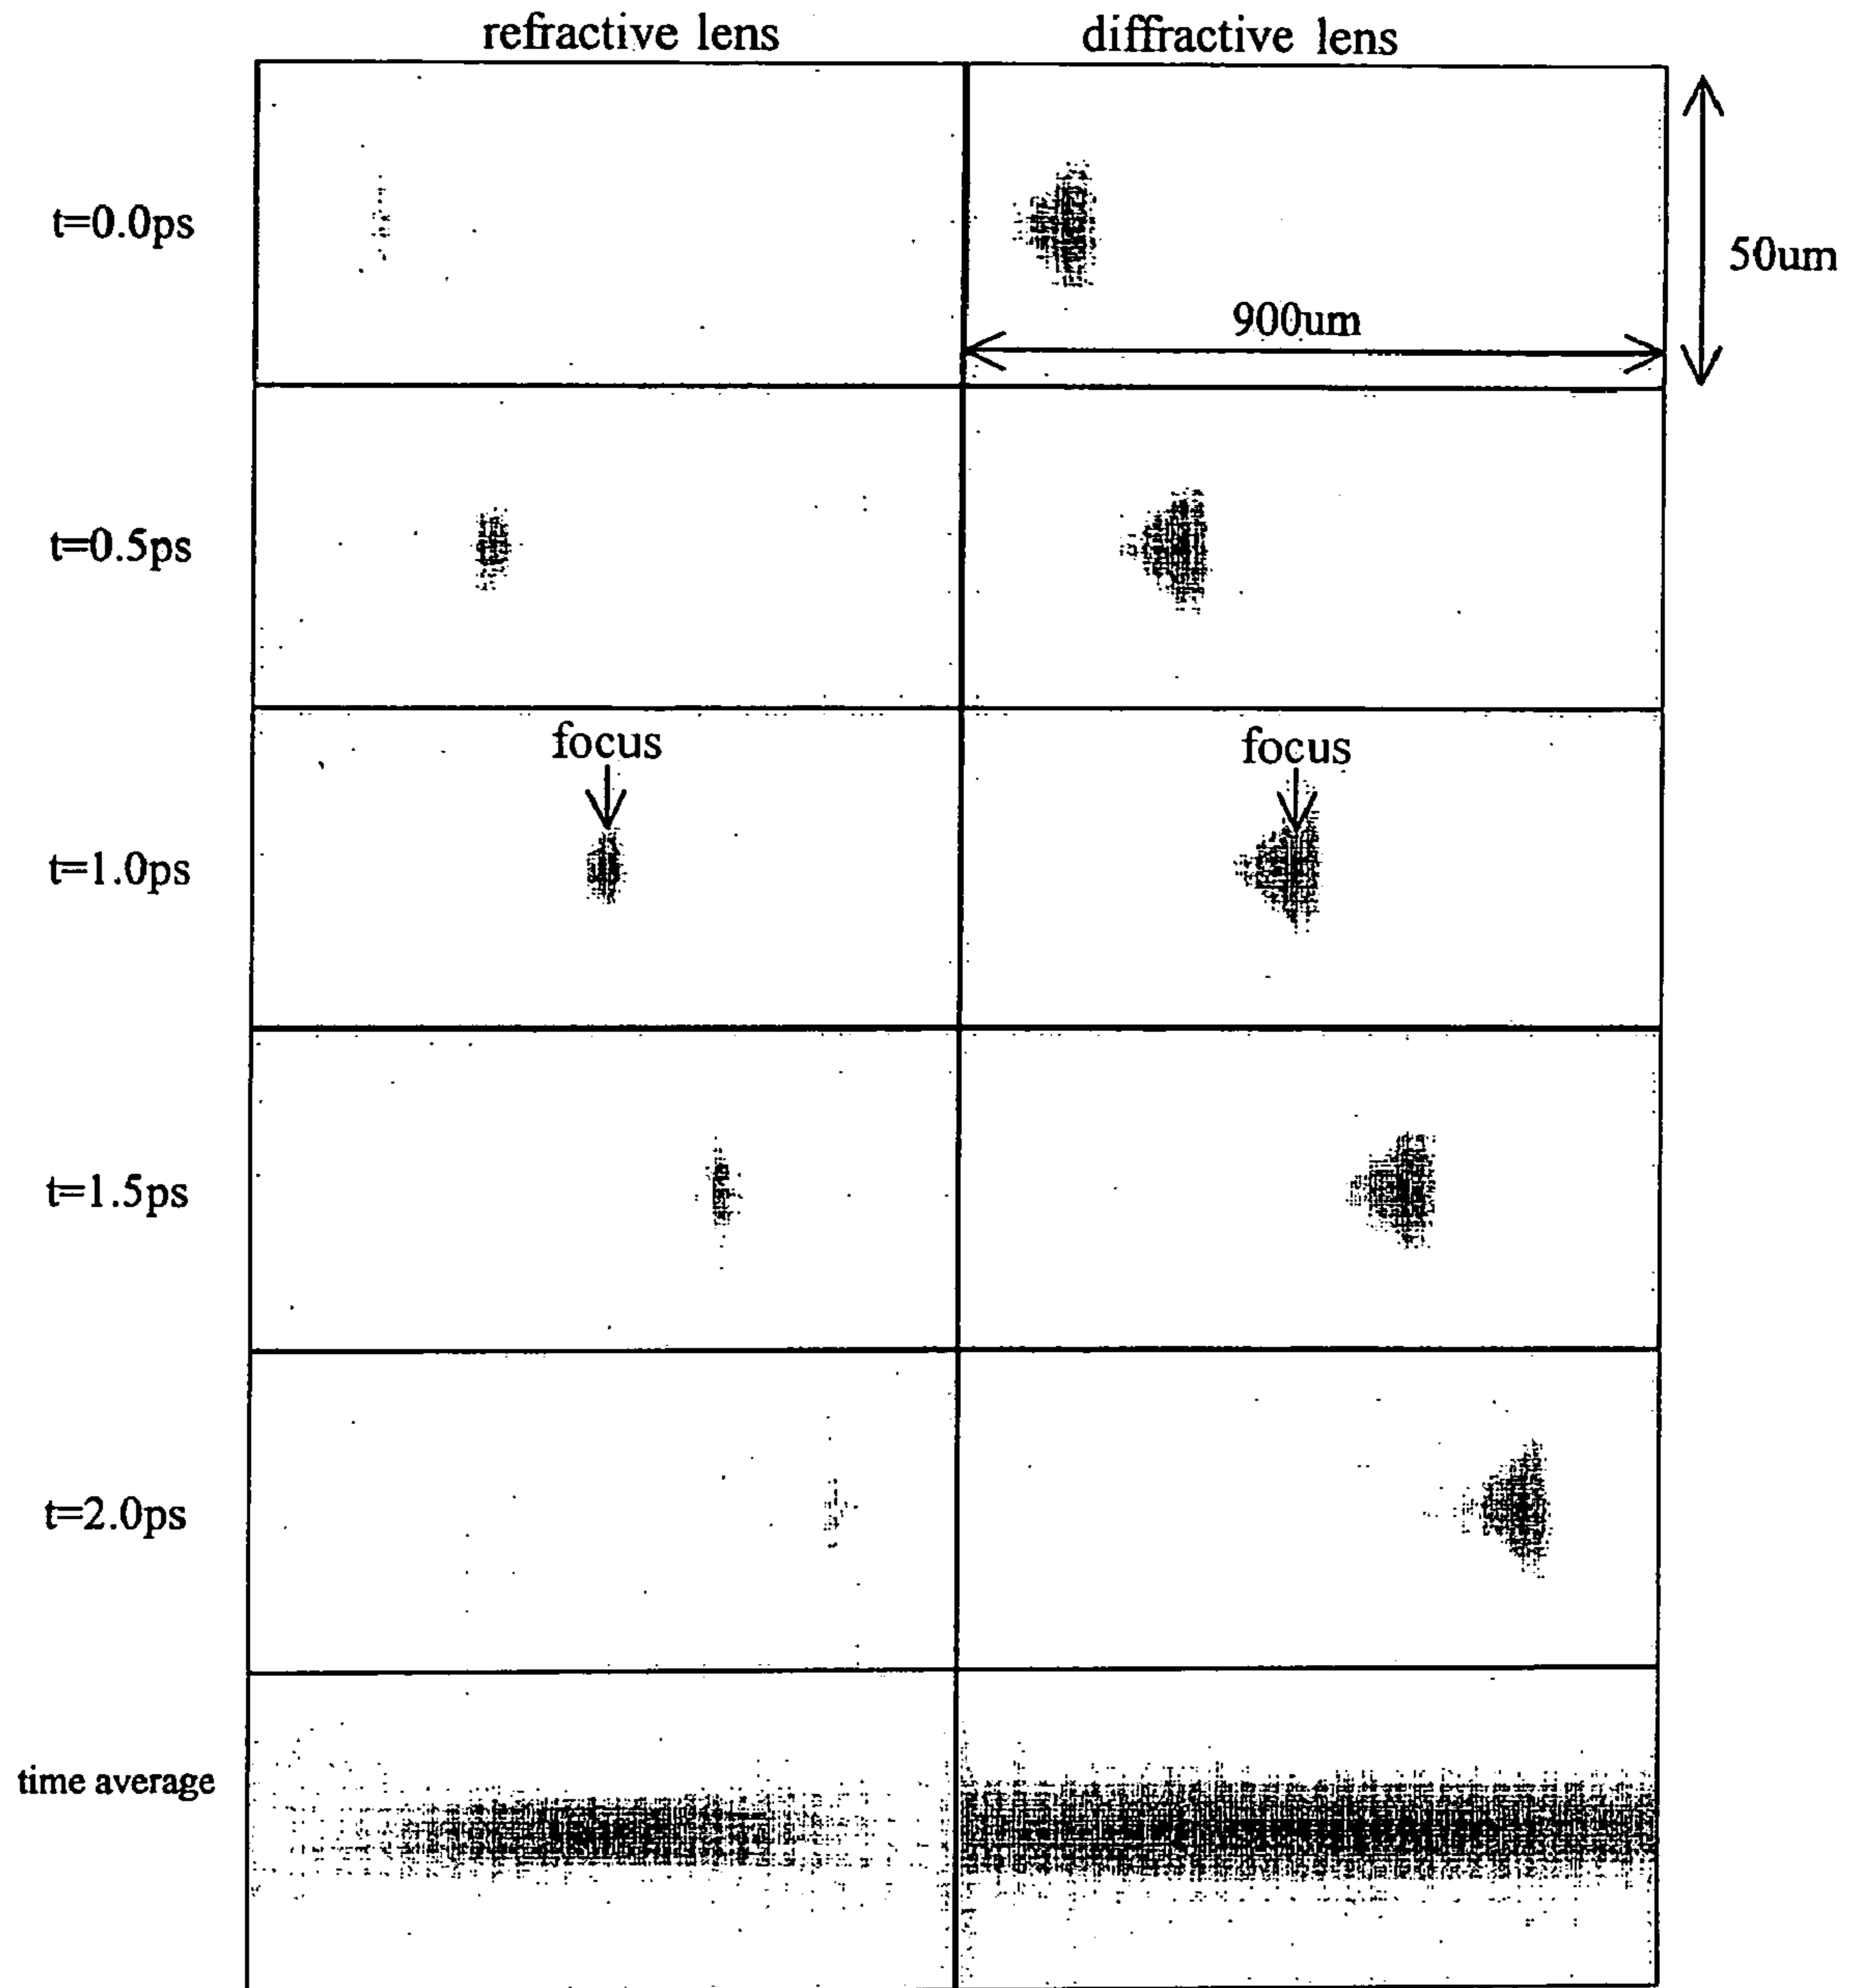 refractive lens
diffractive lens
t=0.0ps
50um
900um
t=0.5ps
focus
focus
t=1.0ps
t=1.5ps
t=2.0ps
time average